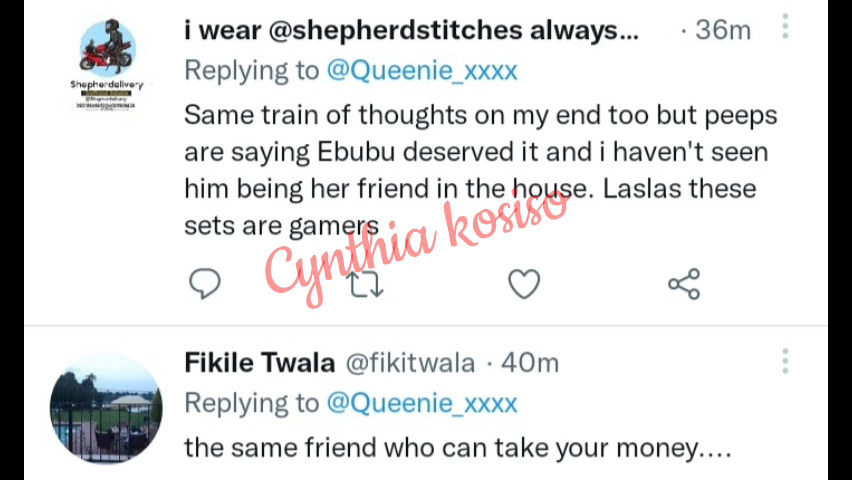 i wear @shepherdstitches always... · 36m
Shepherdelivery
Replying to @Queenie_xxxx
Same train of thoughts on my end too but peeps
are saying Ebubu deserved it and i haven't seen
him being her friend in the house. Laslas these
sets are gamers
Cynthia kosiso
Fikile Twala @fikitwala · 40m
Replying to @Queenie_xxxx
the same friend who can take your money....